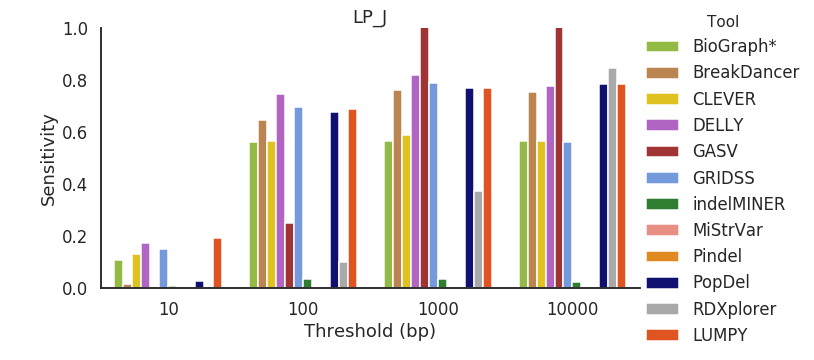 LP_J
1.0
0.8
0.6
0.4
0.2
0.0
Sensitivity
10
100
1000
10000
Threshold (bp)
Tool
BioGraph*
BreakDancer
CLEVER
DELLY
GASV
GRIDSS
indelMINER
MiStrVar
Pindel
PopDel
RDXplorer
LUMPY